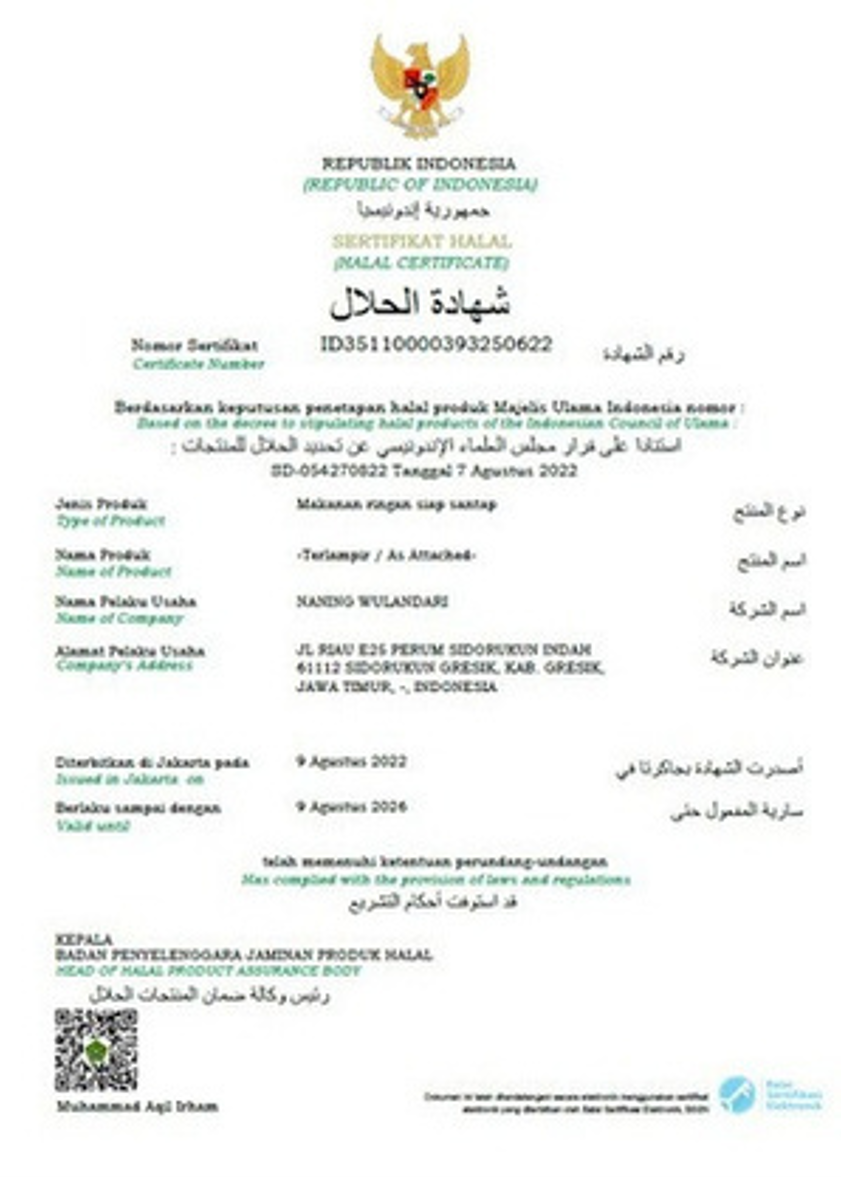 REPUBLIK INDONESIA
(REPUBLIC OF INDONESIA)
جمهورية إندونيسيا
SERTIFIKAT HALAL
(HALAL CERTIFICATE)
شهادة الحلال
Nomor Sertifikat ID35110000393250622 رقم الشهادة
Certificate Number
Berdasarkan keputusan penetapan halal produk Majelis Ulama Indonesia nomor :
Based on the decree to stipulating halal products of the Indonesian Council of Ulama :
استنادا على قرار مجلس العلماء الإندونيسي عن تحديد الحلال للمنتجات :
SD-054270822 Tanggal 7 Agustus 2022
Jenis Produk Makanan ringan siap santap نوع المنتج
Type of Product
Nama Produk -Terlampir / As Attached- اسم المنتج
Name of Product
Nama Pelaku Usaha NANING WULANDARI اسم الشركة
Name of Company
Alamat Pelaku Usaha JL RIAU E25 PERUM SIDORUKUN INDAH عنوان الشركة
Company's Address 61112 SIDORUKUN GRESIK, KAB. GRESIK,
JAWA TIMUR, -, INDONESIA
Diterbitkan di Jakarta pada 9 Agustus 2022 أصدرت الشهادة بجاكرتا في
Issued in Jakarta on
Berlaku sampai dengan 9 Agustus 2026 سارية المفعول حتى
Valid until
telah memenuhi ketentuan perundang-undangan
Has complied with the provision of laws and regulations
قد استوفت أحكام التشريع
KEPALA
BADAN PENYELENGGARA JAMINAN PRODUK HALAL
HEAD OF HALAL PRODUCT ASSURANCE BODY
رئيس وكالة ضمان المنتجات الحلال
Muhammad Aqil Irham
Dokumen ini telah ditandatangani secara elektronik menggunakan sertifikat
elektronik yang diterbitkan oleh Balai Sertifikasi Elektronik, BSSN
Balai
Sertifikasi
Elektronik